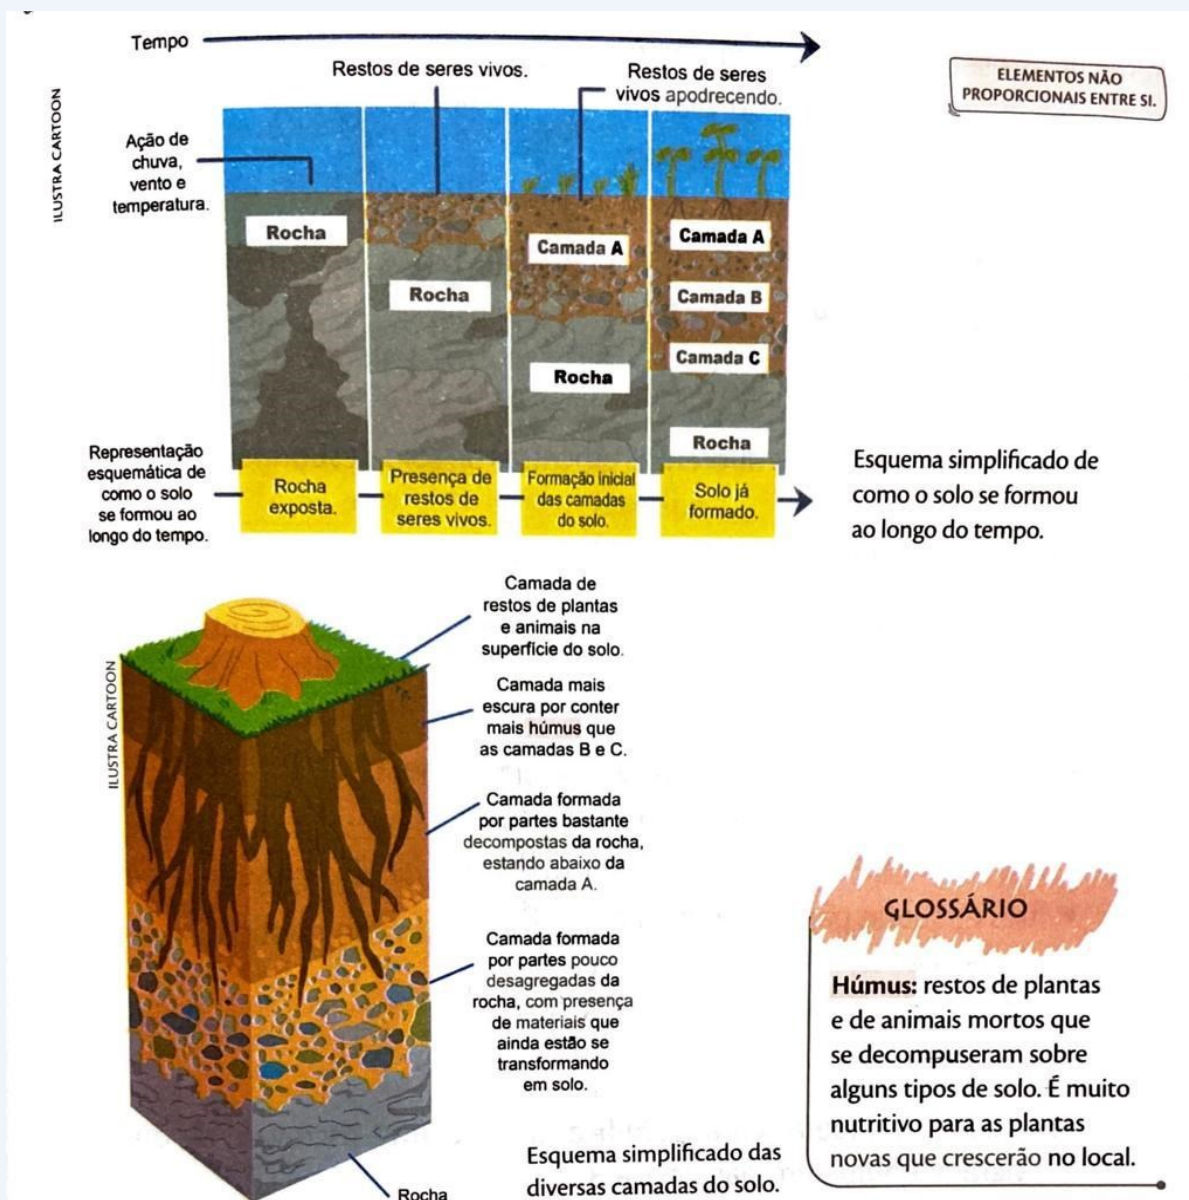 Tempo
Restos de seres vivos.
Restos de seres
vivos apodrecendo.
ELEMENTOS NÃO
PROPORCIONAIS ENTRE SI.
ILUSTRA CARTOON
Ação de
chuva,
vento e
temperatura.
Rocha
Rocha
Camada A
Rocha
Camada A
Camada B
Camada C
Rocha
Representação
esquemática de
como o solo
se formou ao
longo do tempo.
Rocha
exposta.
Presença de
restos de
seres vivos.
Formação inicial
das camadas
do solo.
Solo já
formado.
Esquema simplificado de
como o solo se formou
ao longo do tempo.
ILUSTRA CARTOON
Camada de
restos de plantas
e animais na
superfície do solo.
Camada mais
escura por conter
mais húmus que
as camadas B e C.
Camada formada
por partes bastante
decompostas da rocha,
estando abaixo da
camada A.
Camada formada
por partes pouco
desagregadas da
rocha, com presença
de materiais que
ainda estão se
transformando
em solo.
Rocha
Esquema simplificado das
diversas camadas do solo.
GLOSSÁRIO
Húmus: restos de plantas
e de animais mortos que
se decompuseram sobre
alguns tipos de solo. É muito
nutritivo para as plantas
novas que crescerão no local.